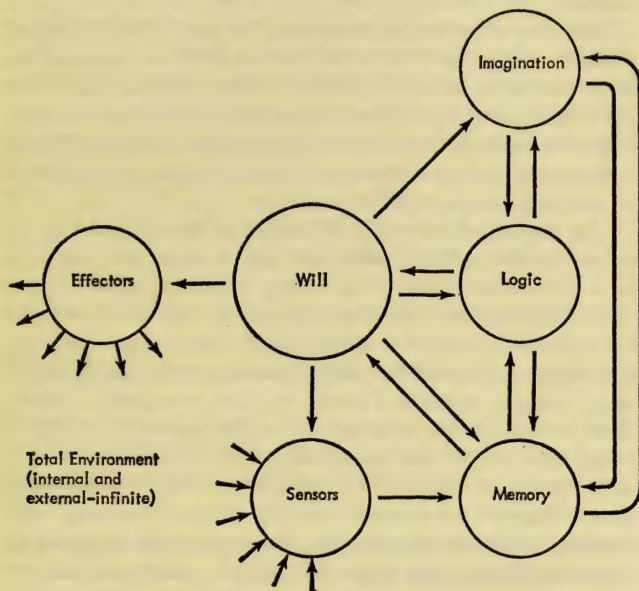 Imagination
Effectors
Will
Logic
Total Environment
(internal and
external-infinite)
Sensors
Memory